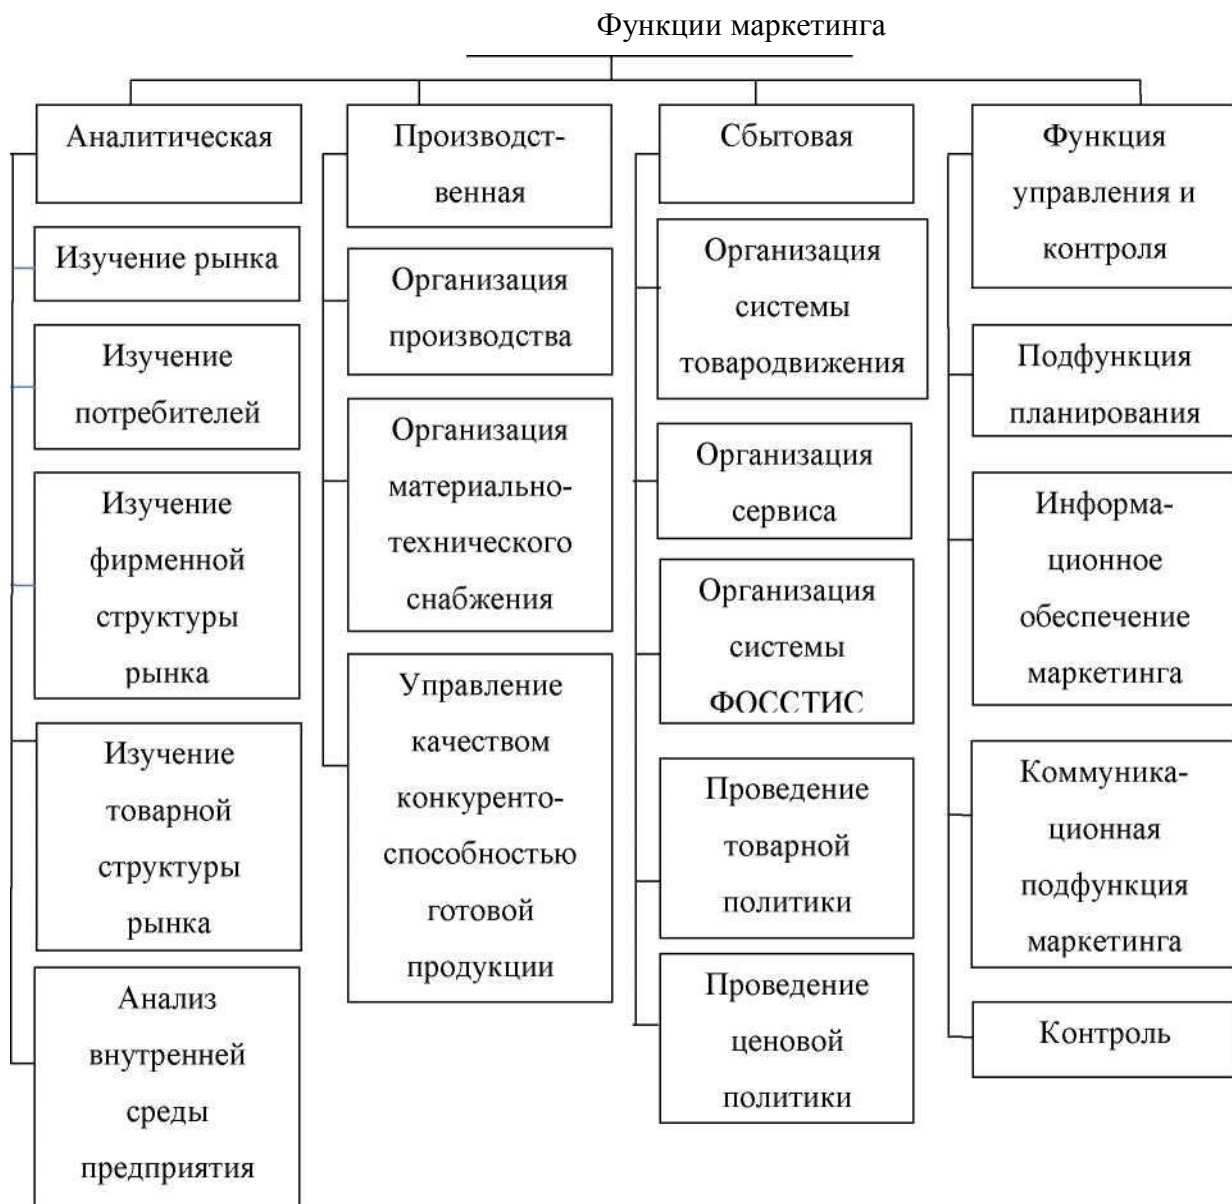 Функции маркетинга
Аналитическая
Изучение рынка
Изучение
потребителей
Изучение
фирменной
структуры
рынка
Изучение
товарной
структуры
рынка
Анализ
внутренней
среды
предприятия
Производст-
венная
Организация
производства
Организация
материально-
технического
снабжения
Управление
качеством
конкуренто-
способностью
готовой
продукции
Сбытовая
Организация
системы
товародвижения
Организация
сервиса
Организация
системы
ФОССТИС
Проведение
товарной
политики
Проведение
ценовой
политики
Функция
управления и
контроля
Подфункция
планирования
Информа-
ционное
обеспечение
маркетинга
Коммуника-
ционная
подфункция
маркетинга
Контроль